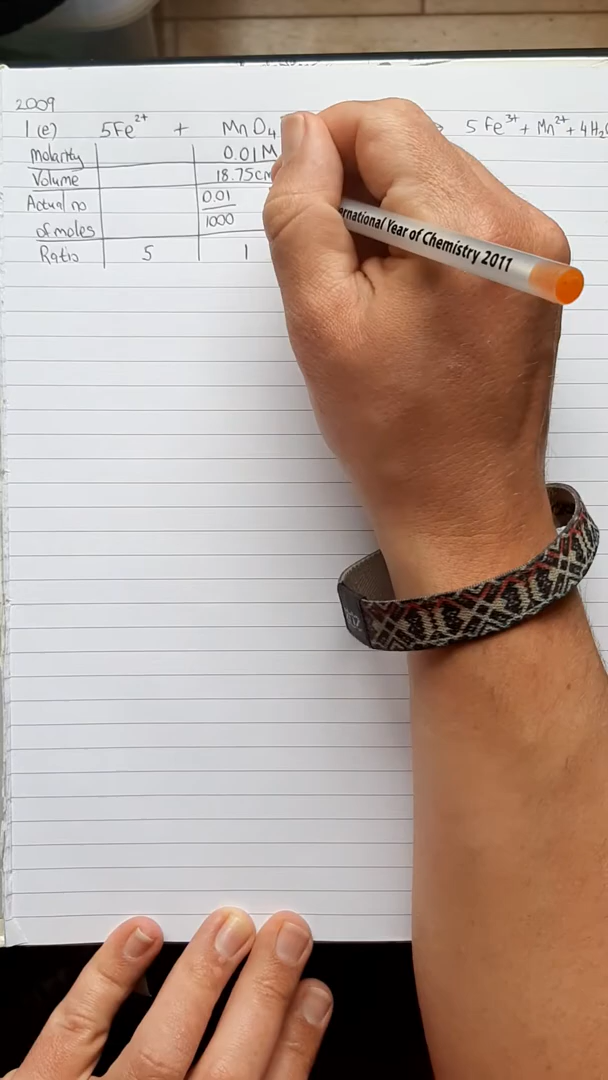 2009
1(e) 5Fe²⁺ + MnO₄ 5Fe³⁺ + Mn²⁺ + 4H₂
Molarity 0.01M
Volume 18.75cm
Actual no 0.01
of moles 1000
Ratio 5 1
International Year of Chemistry 2011